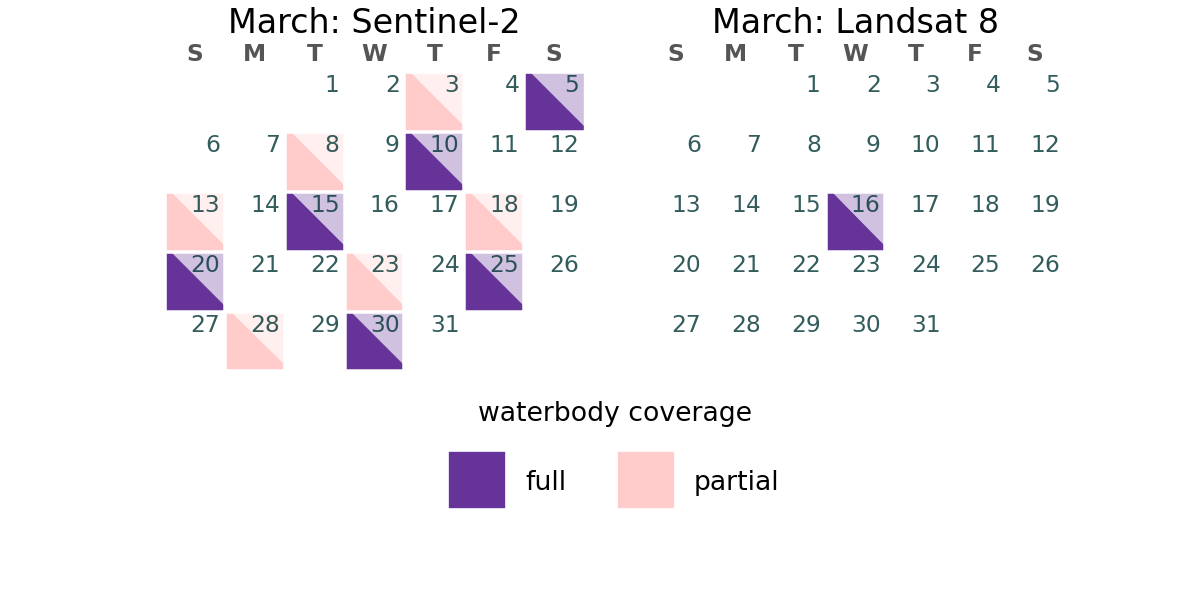 March: Sentinel-2
S M T W T F S
1 2 3 4 5
6 7 8 9 10 11 12
13 14 15 16 17 18 19
20 21 22 23 24 25 26
27 28 29 30 31
March: Landsat 8
S M T W T F S
1 2 3 4 5
6 7 8 9 10 11 12
13 14 15 16 17 18 19
20 21 22 23 24 25 26
27 28 29 30 31
waterbody coverage
full partial